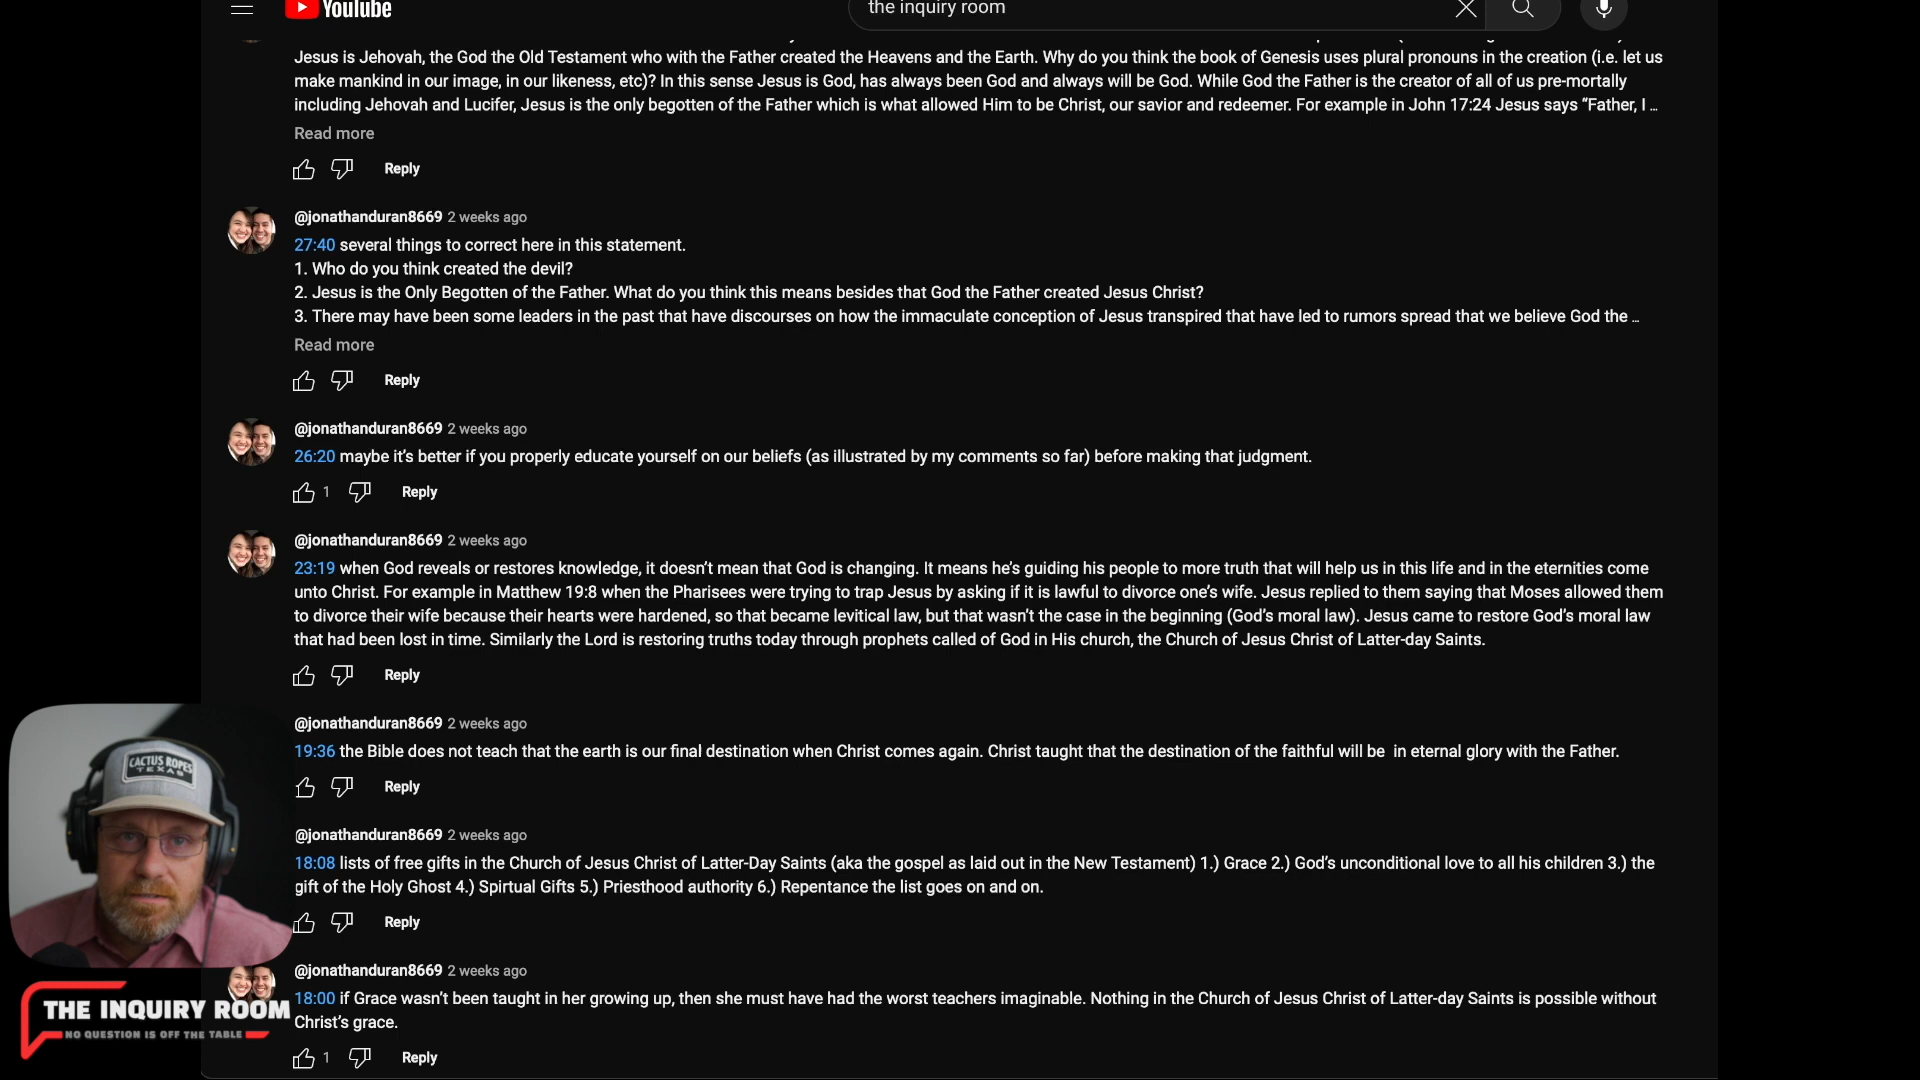 YouTube
the inquiry room
Jesus is Jehovah, the God the Old Testament who with the Father created the Heavens and the Earth. Why do you think the book of Genesis uses plural pronouns in the creation (i.e. let us
make mankind in our image, in our likeness, etc)? In this sense Jesus is God, has always been God and always will be God. While God the Father is the creator of all of us pre-mortally
including Jehovah and Lucifer, Jesus is the only begotten of the Father which is what allowed Him to be Christ, our savior and redeemer. For example in John 17:24 Jesus says “Father, I ...
Read more
Reply
@jonathanduran8669 2 weeks ago
27:40 several things to correct here in this statement.
1. Who do you think created the devil?
2. Jesus is the Only Begotten of the Father. What do you think this means besides that God the Father created Jesus Christ?
3. There may have been some leaders in the past that have discourses on how the immaculate conception of Jesus transpired that have led to rumors spread that we believe God the ...
Read more
Reply
@jonathanduran8669 2 weeks ago
26:20 maybe it’s better if you properly educate yourself on our beliefs (as illustrated by my comments so far) before making that judgment.
1 Reply
@jonathanduran8669 2 weeks ago
23:19 when God reveals or restores knowledge, it doesn’t mean that God is changing. It means he’s guiding his people to more truth that will help us in this life and in the eternities come
unto Christ. For example in Matthew 19:8 when the Pharisees were trying to trap Jesus by asking if it is lawful to divorce one’s wife. Jesus replied to them saying that Moses allowed them
to divorce their wife because their hearts were hardened, so that became levitical law, but that wasn’t the case in the beginning (God’s moral law). Jesus came to restore God’s moral law
that had been lost in time. Similarly the Lord is restoring truths today through prophets called of God in His church, the Church of Jesus Christ of Latter-day Saints.
Reply
@jonathanduran8669 2 weeks ago
19:36 the Bible does not teach that the earth is our final destination when Christ comes again. Christ taught that the destination of the faithful will be in eternal glory with the Father.
Reply
@jonathanduran8669 2 weeks ago
18:08 lists of free gifts in the Church of Jesus Christ of Latter-Day Saints (aka the gospel as laid out in the New Testament) 1.) Grace 2.) God’s unconditional love to all his children 3.) the
gift of the Holy Ghost 4.) Spirtual Gifts 5.) Priesthood authority 6.) Repentance the list goes on and on.
Reply
@jonathanduran8669 2 weeks ago
18:00 if Grace wasn’t been taught in her growing up, then she must have had the worst teachers imaginable. Nothing in the Church of Jesus Christ of Latter-day Saints is possible without
Christ’s grace.
1 Reply
CACTUS ROPES
TEXAS
THE INQUIRY ROOM
NO QUESTION IS OFF THE TABLE